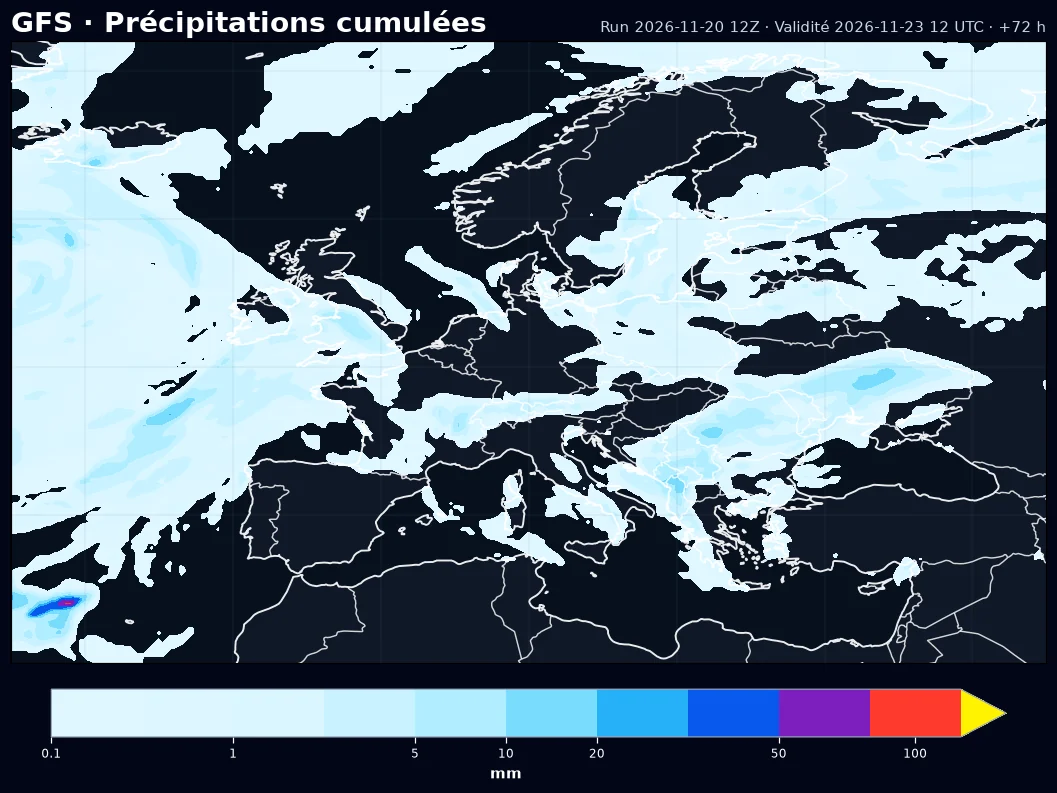 GFS · Précipitations cumulées
Run 2026-11-20 12Z · Validité 2026-11-23 12 UTC · +72 h
0.1 1 5 10 20 50 100
mm